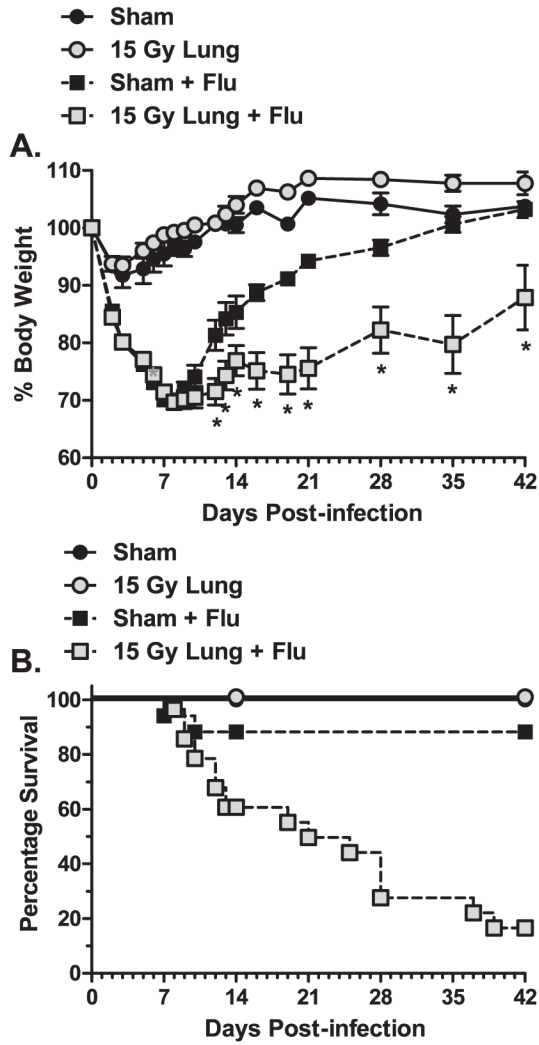 Sham
15 Gy Lung
Sham + Flu
15 Gy Lung + Flu
A.
110
100
90
80
70
60
% Body Weight
* * * * * * * * * *
0 7 14 21 28 35 42
Days Post-infection
Sham
15 Gy Lung
Sham + Flu
15 Gy Lung + Flu
B.
100
80
60
40
20
0
Percentage Survival
0 7 14 21 28 35 42
Days Post-infection